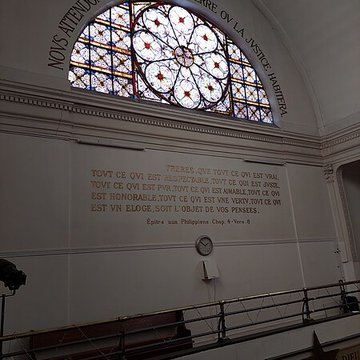 NOVS ATTENDO
ERRE OV LA JVSTICE HABITERA
FRERES, QVE TOVT CE QVI EST VRAI,
TOVT CE QVI EST RESPECTABLE, TOVT CE QVI EST JVSTE,
TOVT CE QVI EST PVR, TOVT CE QVI EST AIMABLE, TOVT CE QVI
EST HONORABLE, TOVT CE QVI EST VNE VERTV, TOVT CE QVI
EST VN ELOGE, SOIT L'OBJET DE VOS PENSEES.
Epitre aux Philippiens Chap. 4 - Vers. 8